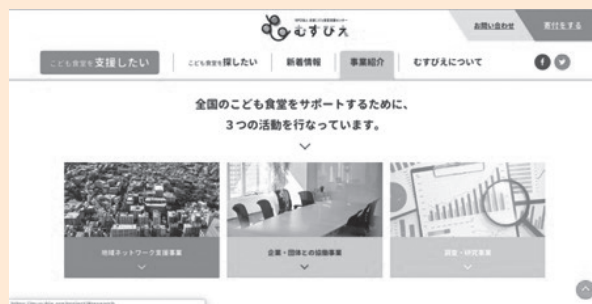 むすびえ
お問い合わせ
寄付をする
こども食堂を支援したい
こども食堂を探したい
新着情報
事業紹介
むすびえについて
全国のこども食堂をサポートするために、
3つの活動を行なっています。
地域ネットワーク支援事業
企業・団体との協働事業
調査・研究事業